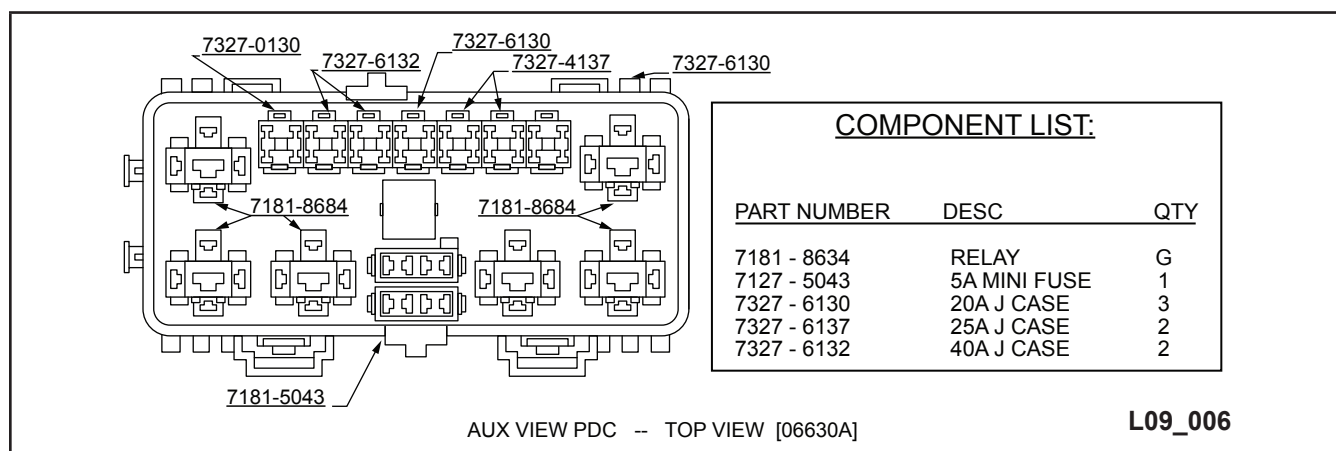 7327-0130
7327-6132
7327-6130
7327-4137
7327-6130
7181-8684
7181-8684
7181-5043
COMPONENT LIST:
PART NUMBER DESC QTY
7181 - 8634 RELAY G
7127 - 5043 5A MINI FUSE 1
7327 - 6130 20A J CASE 3
7327 - 6137 25A J CASE 2
7327 - 6132 40A J CASE 2
AUX VIEW PDC -- TOP VIEW [06630A]
L09_006